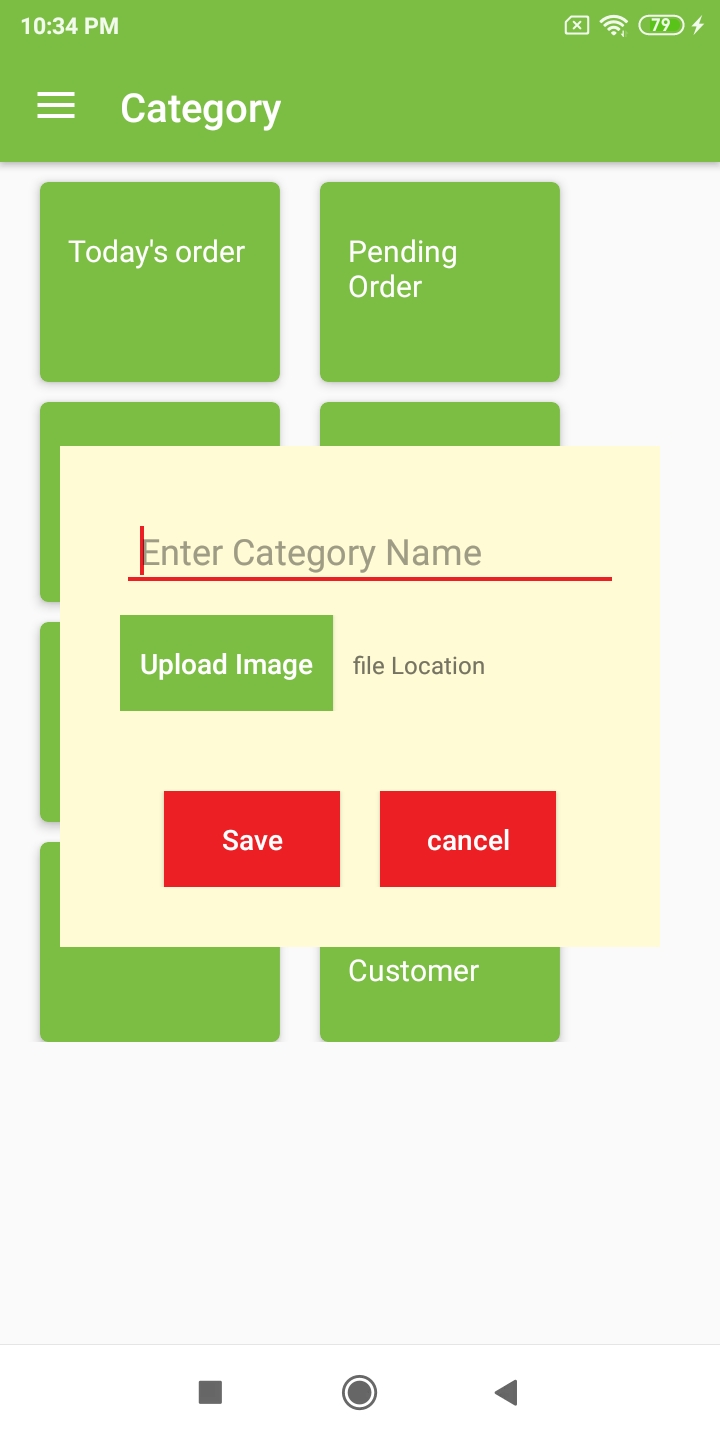 10:34 PM
79
Category
Today's order
Pending
Order
Enter Category Name
Upload Image
file Location
Save
cancel
Customer